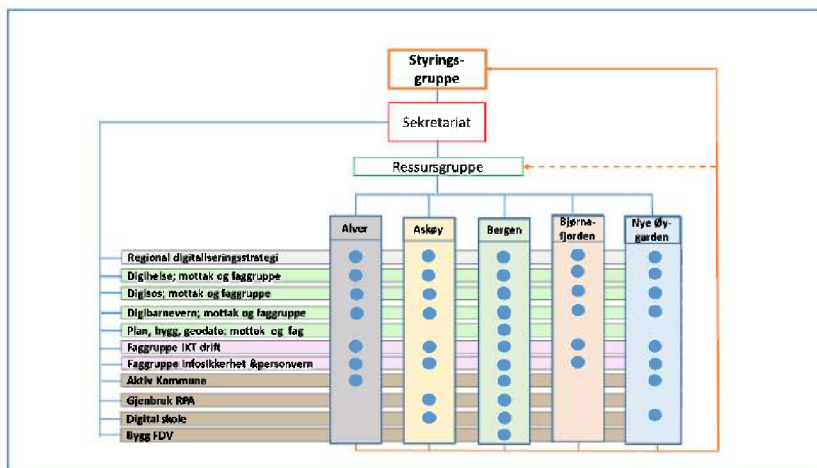 Styrings-
gruppe
Sekretariat
Ressursgruppe
Alver
Askøy
Bergen
Bjørna-
fjorden
Nye Øy-
garden
Regional digitaliseringsstrategi
Digihelse; mottak og faggruppe
Digisos; mottak og faggruppe
Digibarnevern; mottak og faggruppe
Plan, bygg, geodata; mottak og fag
Faggruppe IKT drift
Faggruppe Infosikkerhet &personvern
Aktiv Kommune
Gjenbruk RPA
Digital skole
Bygg FDV